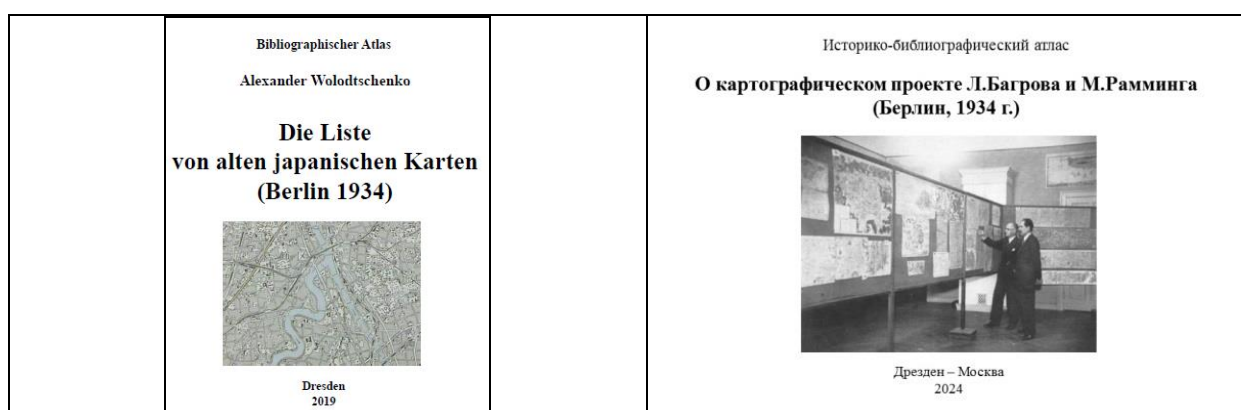 Bibliographischer Atlas
Alexander Wolodtschenko
Die Liste
von alten japanischen Karten
(Berlin 1934)
Dresden
2019
Историко-библиографический атлас
О картографическом проекте Л.Багрова и М.Рамминга
(Берлин, 1934 г.)
Дрезден – Москва
2024